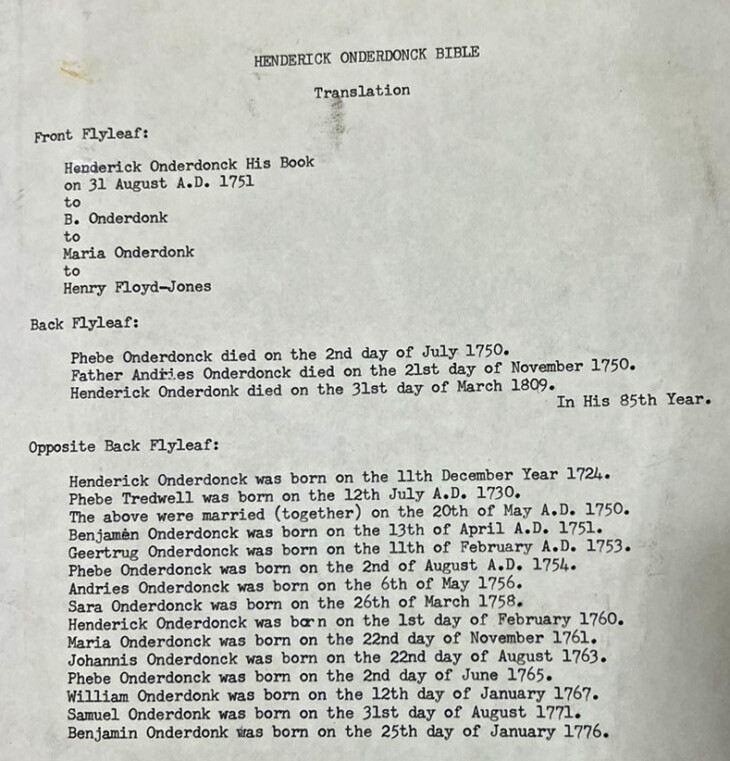 HENDERICK ONDERDONCK BIBLE
Translation
Front Flyleaf:
Henderick Onderdonck His Book
on 31 August A.D. 1751
to
B. Onderdonk
to
Maria Onderdonk
to
Henry Floyd-Jones
Back Flyleaf:
Phebe Onderdonck died on the 2nd day of July 1750.
Father Andries Onderdonck died on the 21st day of November 1750.
Henderick Onderdonk died on the 31st day of March 1809.
In His 85th Year.
Opposite Back Flyleaf:
Henderick Onderdonck was born on the 11th December Year 1724.
Phebe Tredwell was born on the 12th July A.D. 1730.
The above were married (together) on the 20th of May A.D. 1750.
Benjamen Onderdonck was born on the 13th of April A.D. 1751.
Geertrug Onderdonck was born on the 11th of February A.D. 1753.
Phebe Onderdonck was born on the 2nd of August A.D. 1754.
Andries Onderdonck was born on the 6th of May 1756.
Sara Onderdonck was born on the 26th of March 1758.
Henderick Onderdonck was born on the 1st day of February 1760.
Maria Onderdonck was born on the 22nd day of November 1761.
Johannis Onderdonck was born on the 22nd day of August 1763.
Phebe Onderdonck was born on the 2nd day of June 1765.
William Onderdonk was born on the 12th day of January 1767.
Samuel Onderdonk was born on the 31st day of August 1771.
Benjamin Onderdonk was born on the 25th day of January 1776.